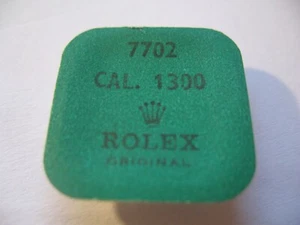 7702
CAL. 1300
ROLEX
ORIGINAL